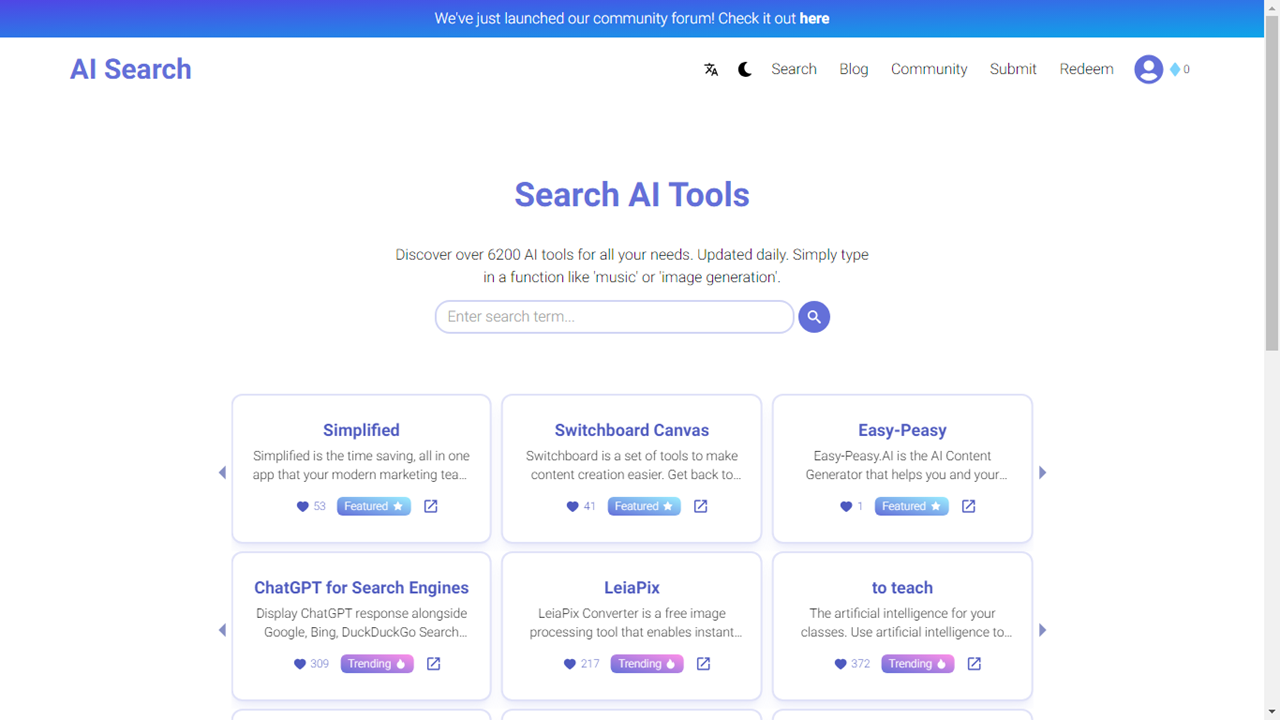 We've just launched our community forum! Check it out here
AI Search
Search Blog Community Submit Redeem 0
Search AI Tools
Discover over 6200 AI tools for all your needs. Updated daily. Simply type
in a function like 'music' or 'image generation'.
Enter search term...
Simplified
Simplified is the time saving, all in one
app that your modern marketing tea...
53 Featured
Switchboard Canvas
Switchboard is a set of tools to make
content creation easier. Get back to...
41 Featured
Easy-Peasy
Easy-Peasy.AI is the AI Content
Generator that helps you and your...
1 Featured
ChatGPT for Search Engines
Display ChatGPT response alongside
Google, Bing, DuckDuckGo Search...
309 Trending
LeiaPix
LeiaPix Converter is a free image
processing tool that enables instant...
217 Trending
to teach
The artificial intelligence for your
classes. Use artificial intelligence to...
372 Trending